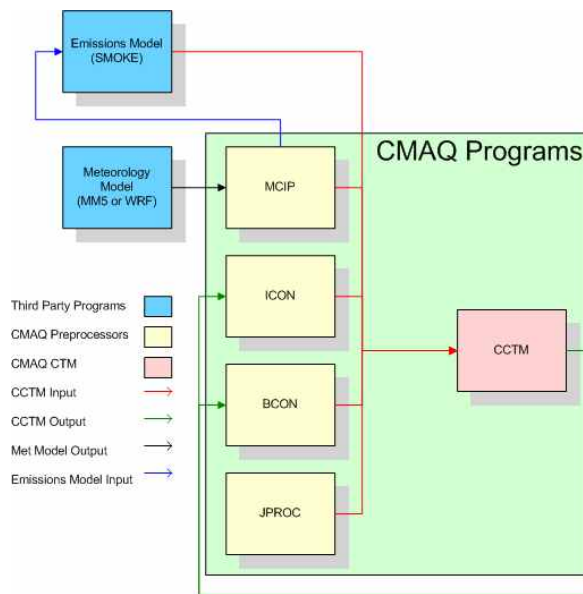 Emissions Model
(SMOKE)
CMAQ Programs
Meteorology
Model
(MM5 or WRF)
MCIP
ICON
Third Party Programs
CMAQ Preprocessors
CMAQ CTM
CCTM Input
CCTM Output
Met Model Output
Emissions Model Input
CCTM
BCON
JPROC